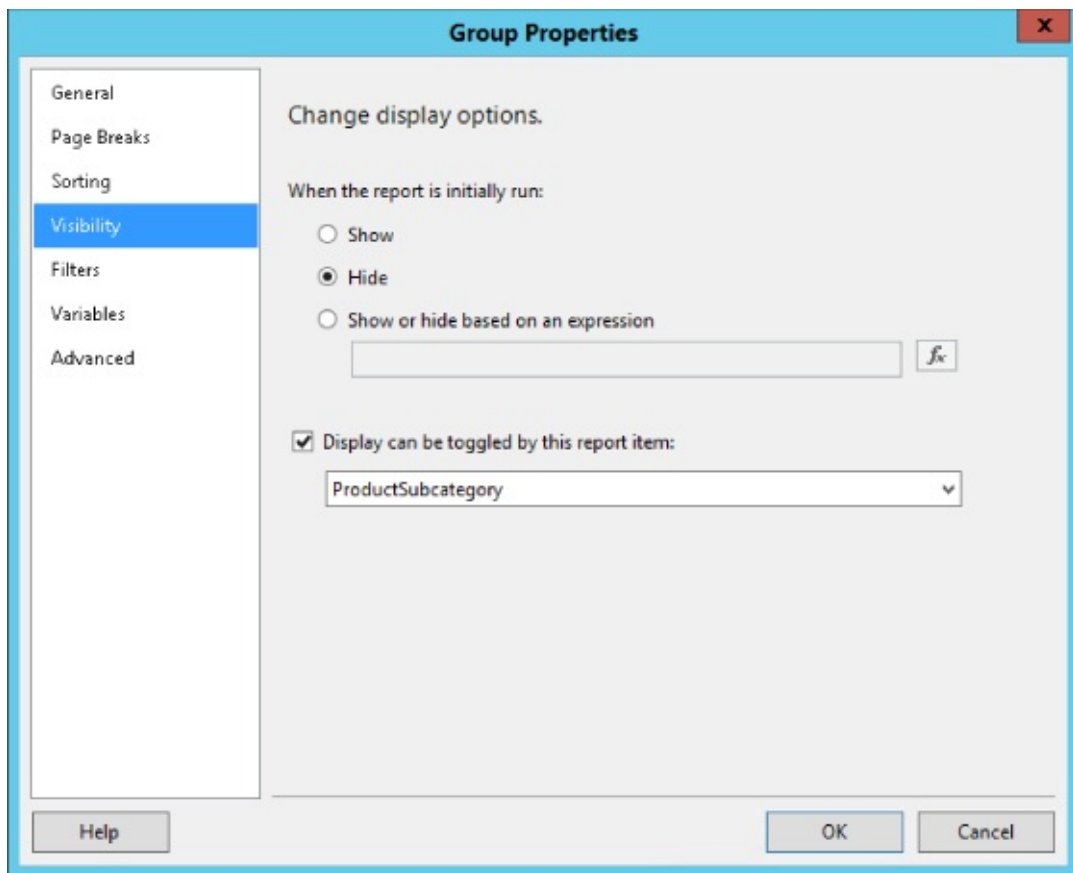 Group Properties
x
General
Page Breaks
Sorting
Visibility
Filters
Variables
Advanced
Change display options.
When the report is initially run:
Show
Hide
Show or hide based on an expression
fx
Display can be toggled by this report item:
ProductSubcategory
Help
OK
Cancel